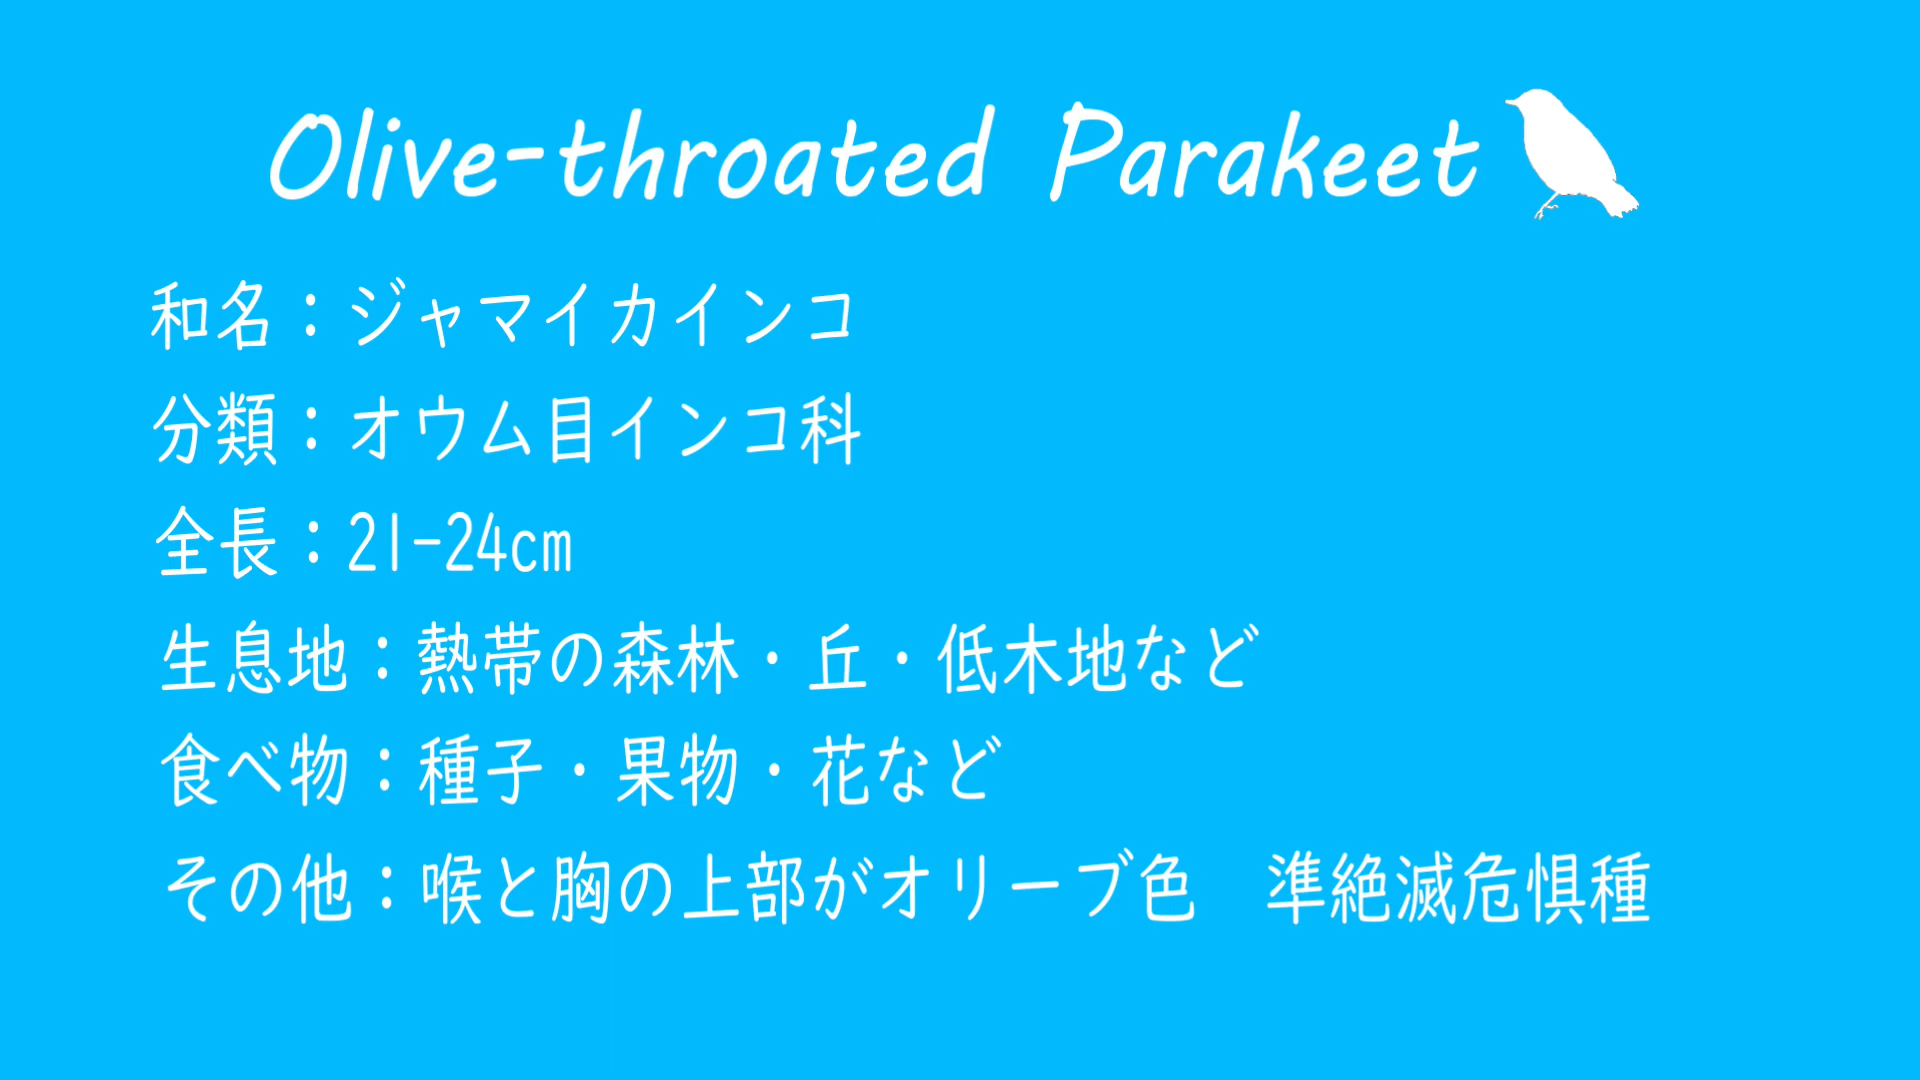 Olive-throated Parakeet
和名：ジャマイカインコ
分類：オウム目インコ科
全長：21-24cm
生息地：熱帯の森林・丘・低木地など
食べ物：種子・果物・花など
その他：喉と胸の上部がオリーブ色　準絶滅危惧種